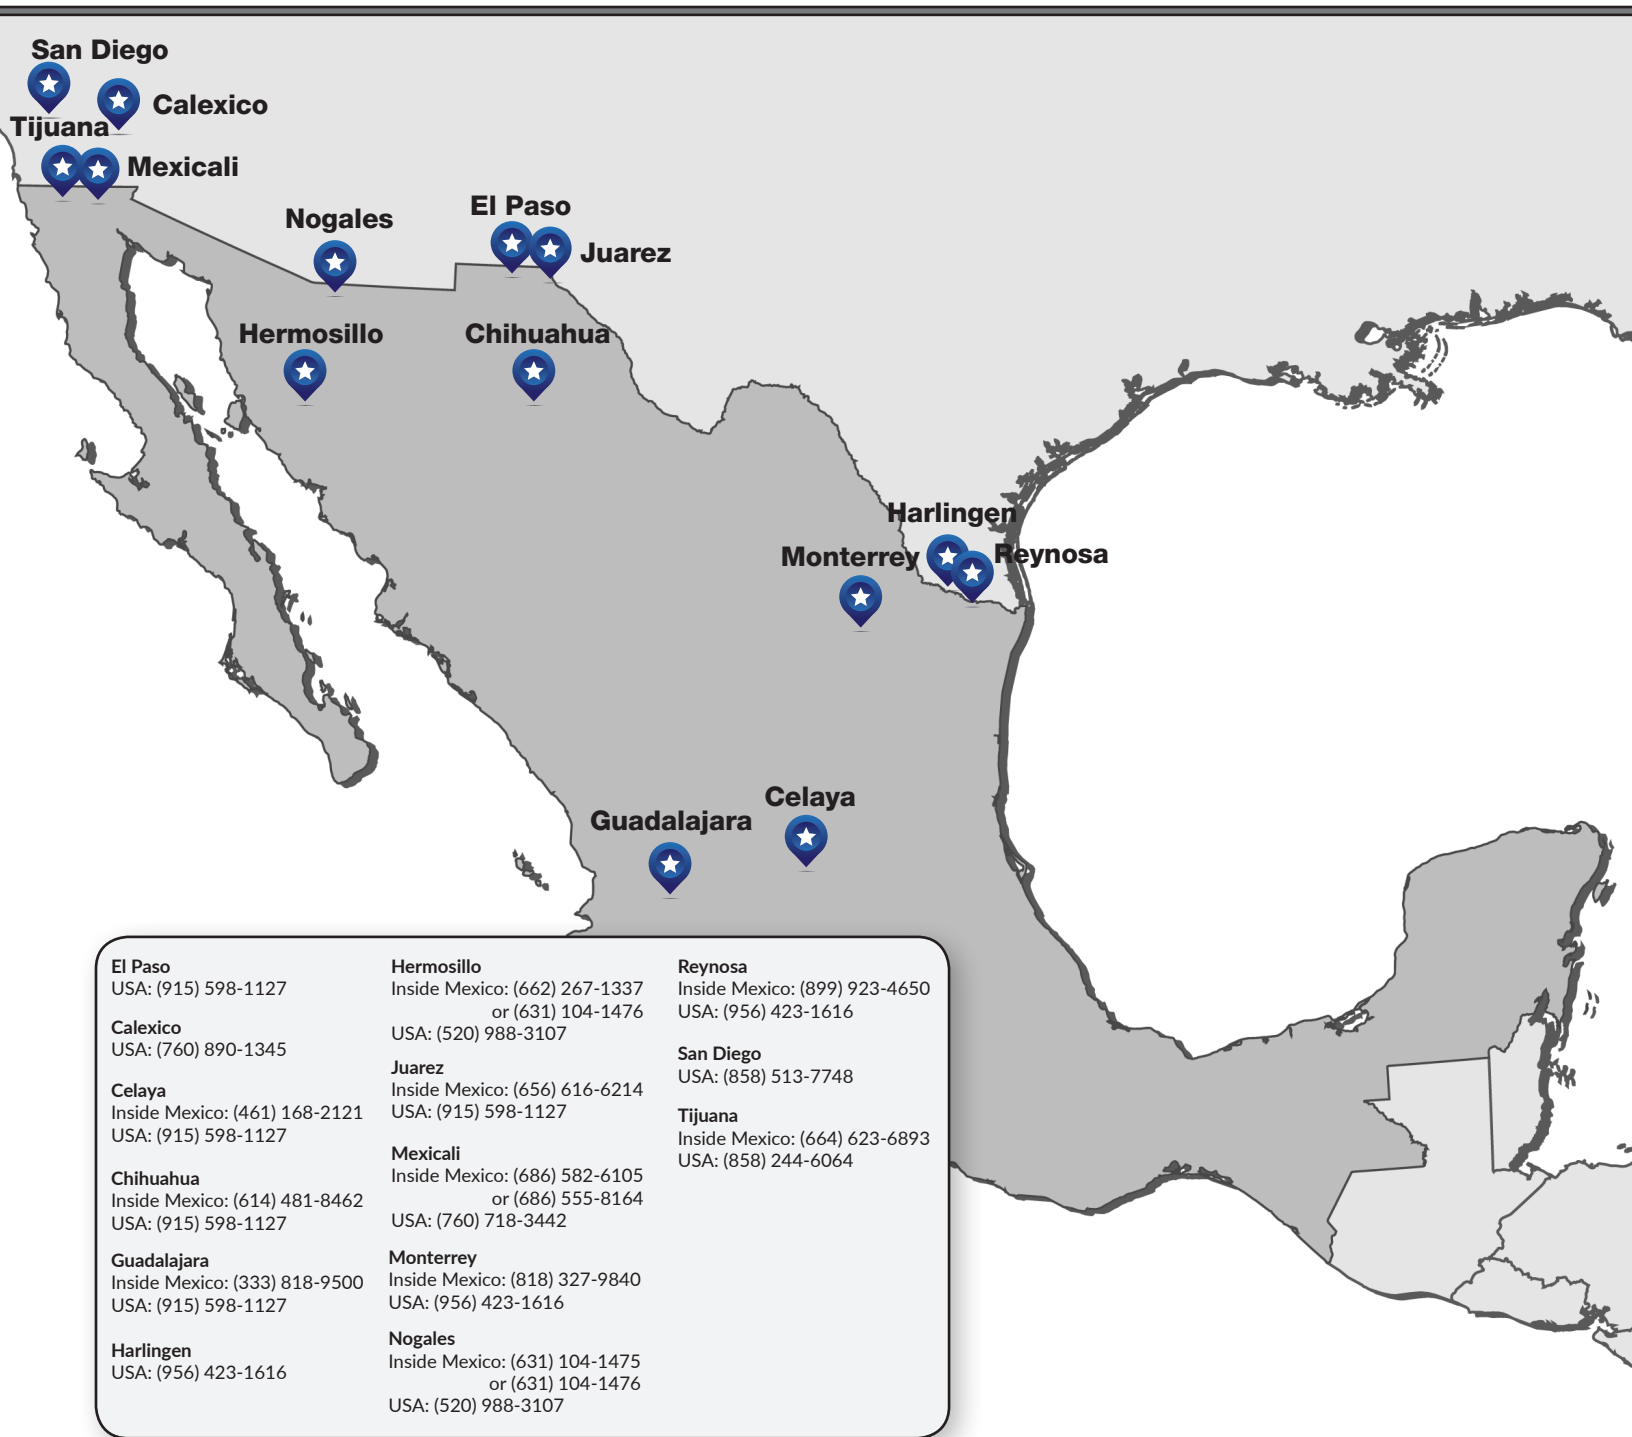 San Diego
Calexico
Tijuana
Mexicali
Nogales
El Paso
Juarez
Hermosillo
Chihuahua
Harlingen
Monterrey
Reynosa
Celaya
Guadalajara
El Paso
USA: (915) 598-1127
Calexico
USA: (760) 890-1345
Celaya
Inside Mexico: (461) 168-2121
USA: (915) 598-1127
Chihuahua
Inside Mexico: (614) 481-8462
USA: (915) 598-1127
Guadalajara
Inside Mexico: (333) 818-9500
USA: (915) 598-1127
Harlingen
USA: (956) 423-1616
Hermosillo
Inside Mexico: (662) 267-1337
or (631) 104-1476
USA: (520) 988-3107
Juarez
Inside Mexico: (656) 616-6214
USA: (915) 598-1127
Mexicali
Inside Mexico: (686) 582-6105
or (686) 555-8164
USA: (760) 718-3442
Monterrey
Inside Mexico: (818) 327-9840
USA: (956) 423-1616
Nogales
Inside Mexico: (631) 104-1475
or (631) 104-1476
USA: (520) 988-3107
Reynosa
Inside Mexico: (899) 923-4650
USA: (956) 423-1616
San Diego
USA: (858) 513-7748
Tijuana
Inside Mexico: (664) 623-6893
USA: (858) 244-6064